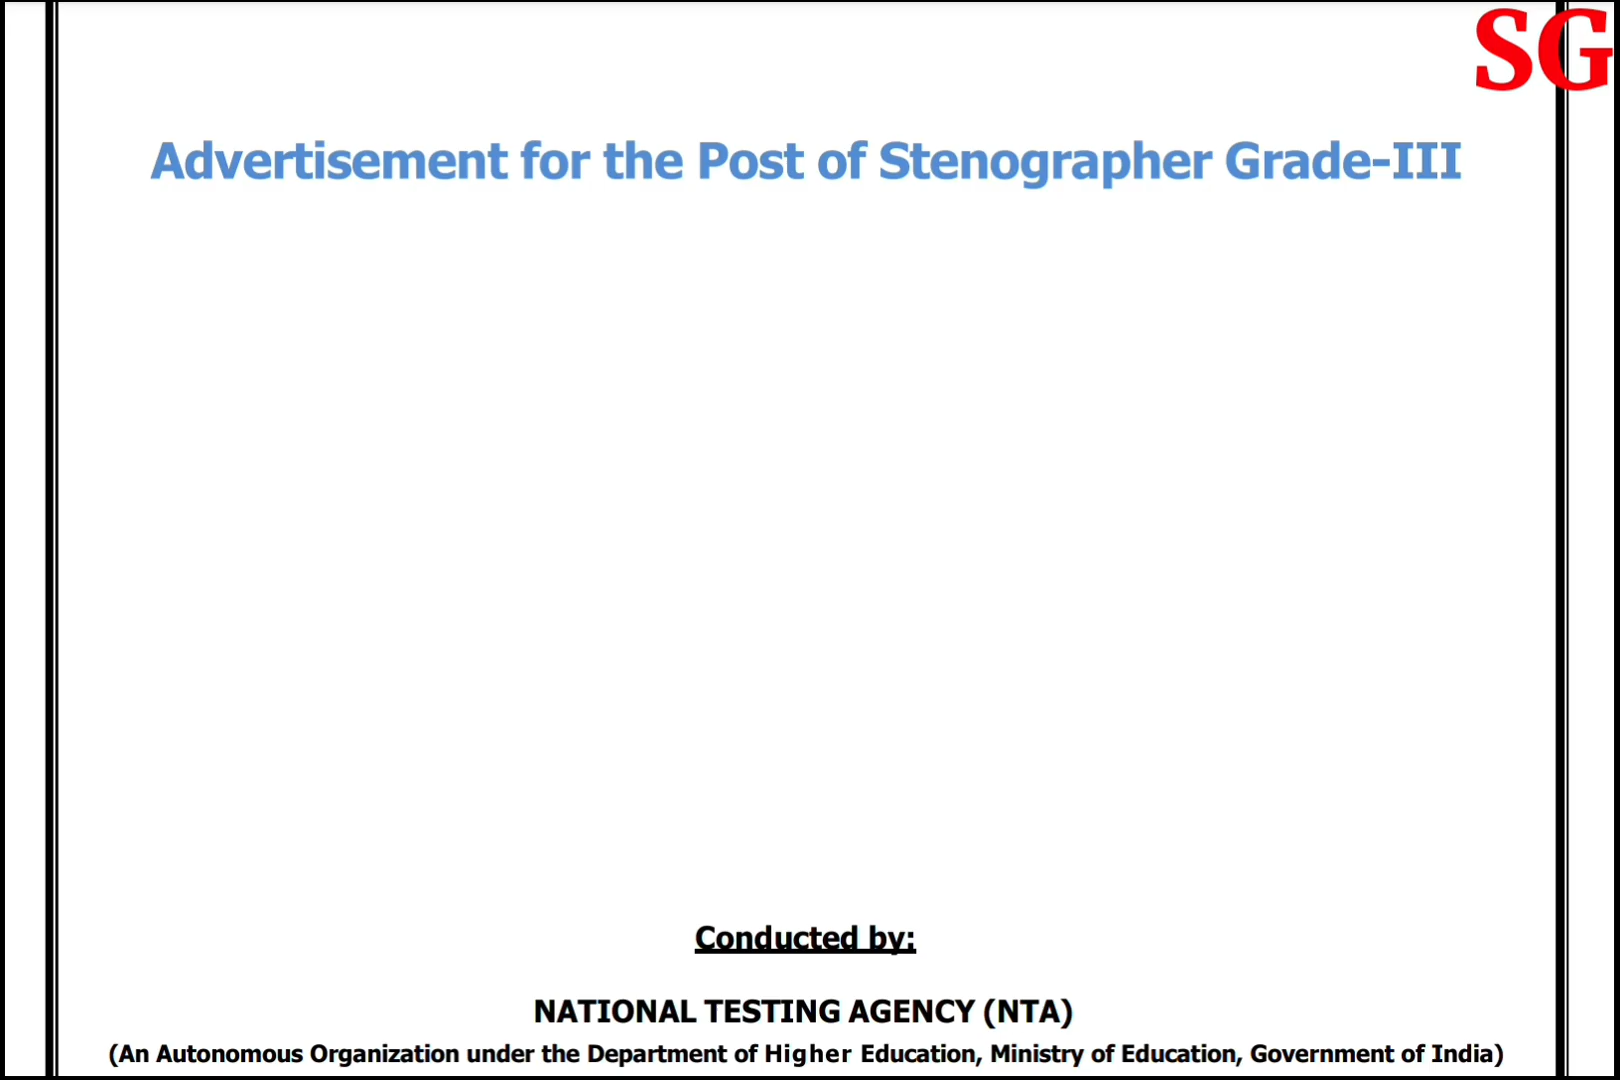 SG
Advertisement for the Post of Stenographer Grade-III
Conducted by:
NATIONAL TESTING AGENCY (NTA)
(An Autonomous Organization under the Department of Higher Education, Ministry of Education, Government of India)